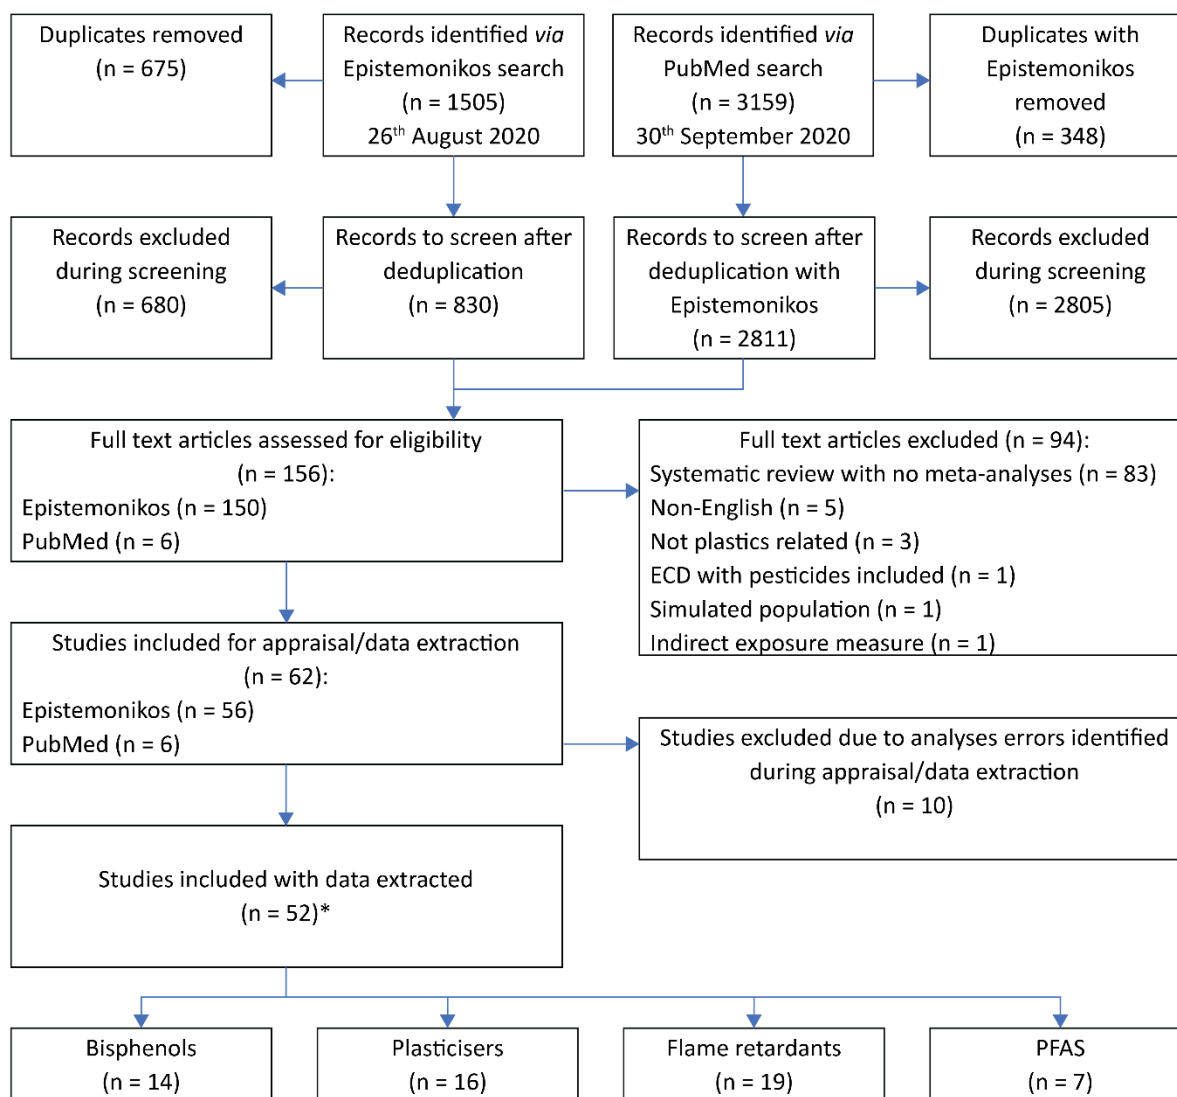 Duplicates removed
(n = 675)
Records identified via
Epistemonikos search
(n = 1505)
26th August 2020
Records identified via
PubMed search
(n = 3159)
30th September 2020
Duplicates with
Epistemonikos
removed
(n = 348)
Records excluded
during screening
(n = 680)
Records to screen after
deduplication
(n = 830)
Records to screen after
deduplication with
Epistemonikos
(n = 2811)
Records excluded
during screening
(n = 2805)
Full text articles assessed for eligibility
(n = 156):
Epistemonikos (n = 150)
PubMed (n = 6)
Full text articles excluded (n = 94):
Systematic review with no meta-analyses (n = 83)
Non-English (n = 5)
Not plastics related (n = 3)
ECD with pesticides included (n = 1)
Simulated population (n = 1)
Indirect exposure measure (n = 1)
Studies included for appraisal/data extraction
(n = 62):
Epistemonikos (n = 56)
PubMed (n = 6)
Studies excluded due to analyses errors identified
during appraisal/data extraction
(n = 10)
Studies included with data extracted
(n = 52)*
Bisphenols
(n = 14)
Plasticisers
(n = 16)
Flame retardants
(n = 19)
PFAS
(n = 7)